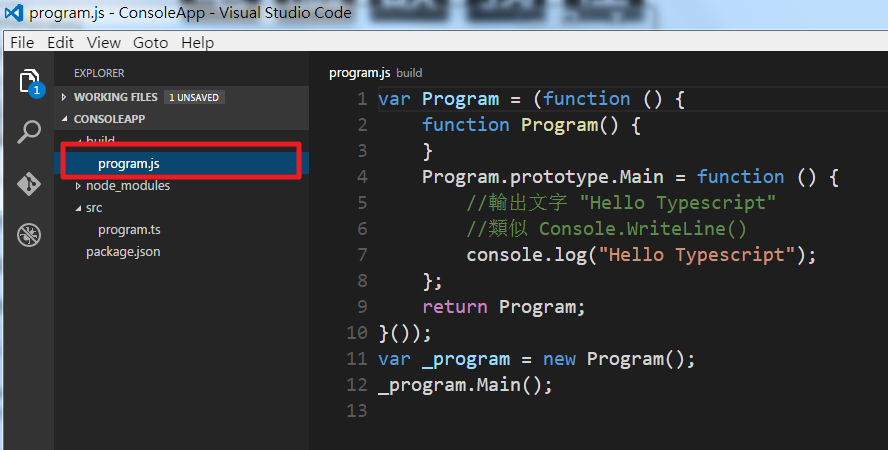 program.js - ConsoleApp - Visual Studio Code
File Edit View Goto Help
EXPLORER
WORKING FILES 1 UNSAVED
CONSOLEAPP
build
program.js
node_modules
src
program.ts
package.json
1
program.js build
1 var Program = (function () {
2 function Program() {
3 }
4 Program.prototype.Main = function () {
5 //輸出文字 "Hello Typescript"
6 //類似 Console.WriteLine()
7 console.log("Hello Typescript");
8 };
9 return Program;
10 }());
11 var _program = new Program();
12 _program.Main();
13